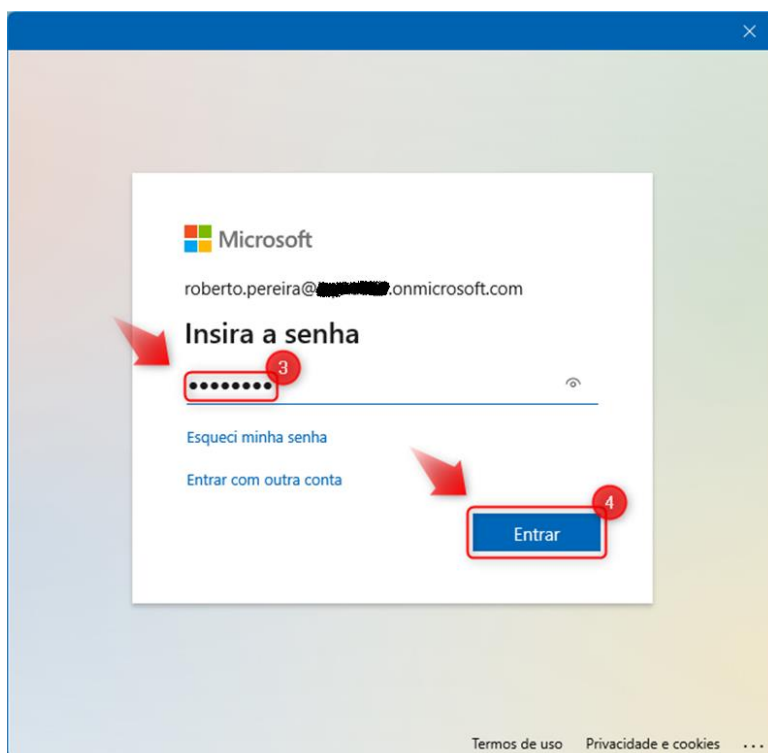 Microsoft
roberto.pereira@ .onmicrosoft.com
Insira a senha
3
••••••••
Esqueci minha senha
Entrar com outra conta
4
Entrar
Termos de uso Privacidade e cookies ...